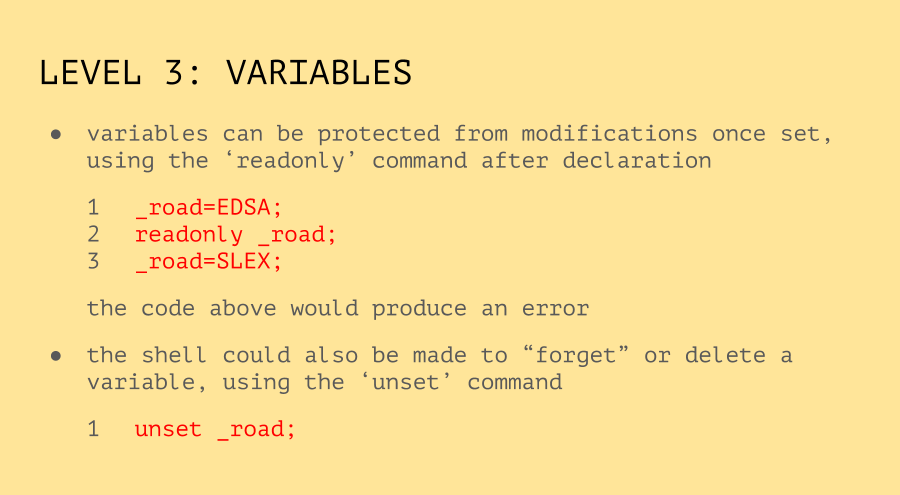 LEVEL 3: VARIABLES
● variables can be protected from modifications once set,
using the ‘readonly’ command after declaration
1 _road=EDSA;
2 readonly _road;
3 _road=SLEX;
the code above would produce an error
● the shell could also be made to “forget” or delete a
variable, using the ‘unset’ command
1 unset _road;